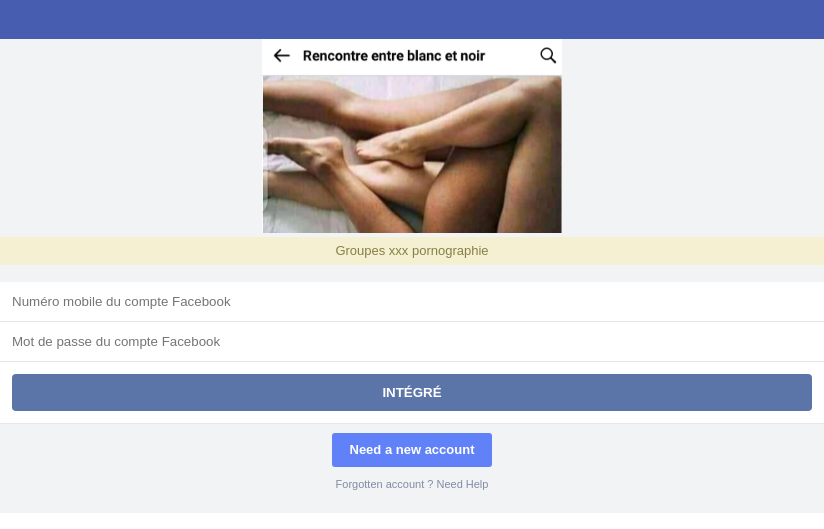 Rencontre entre blanc et noir
Groupes xxx pornographie
Numéro mobile du compte Facebook
Mot de passe du compte Facebook
INTÉGRÉ
Need a new account
Forgotten account ? Need Help